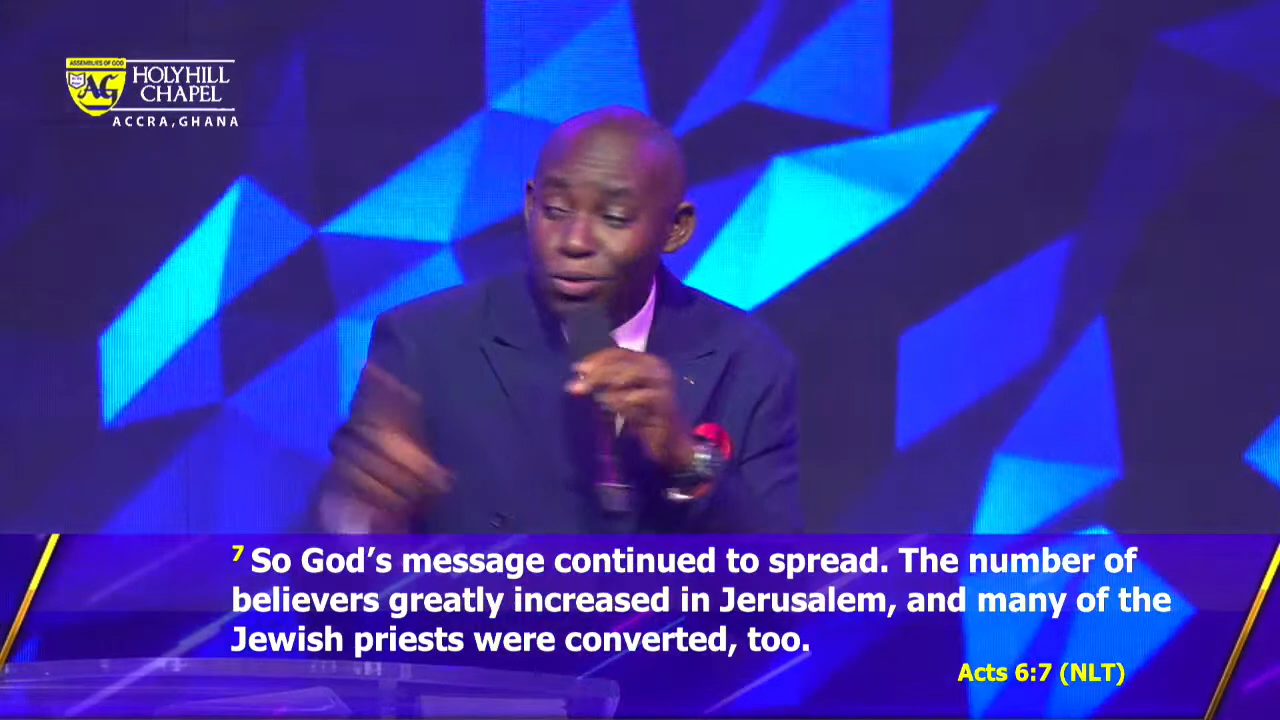 ASSEMBLIES OF GOD
AG
HOLYHILL
CHAPEL
ACCRA,GHANA
7 So God’s message continued to spread. The number of
believers greatly increased in Jerusalem, and many of the
Jewish priests were converted, too.
Acts 6:7 (NLT)